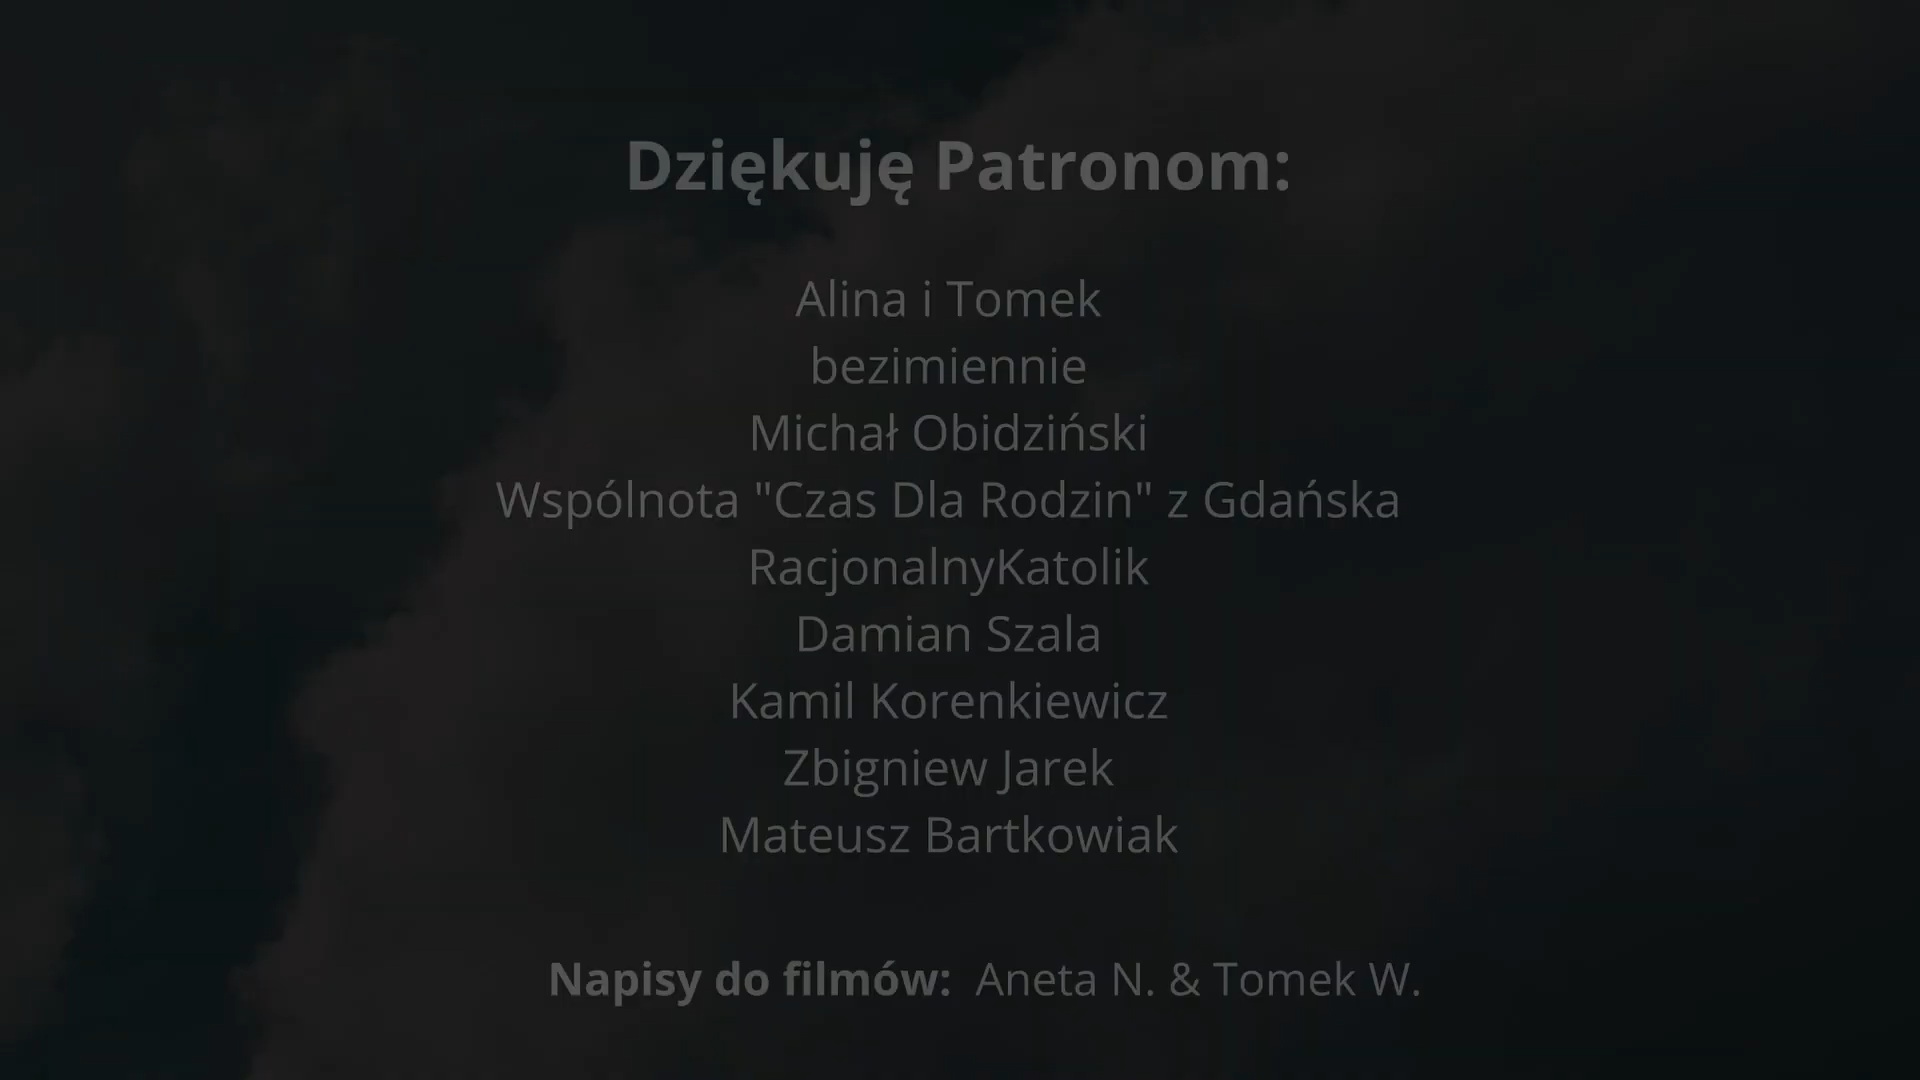 Dziękuję Patronom:
Alina i Tomek
bezimiennie
Michał Obidziński
Wspólnota "Czas Dla Rodzin" z Gdańska
RacjonalnyKatolik
Damian Szala
Kamil Korenkiewicz
Zbigniew Jarek
Mateusz Bartkowiak
Napisy do filmów: Aneta N. & Tomek W.